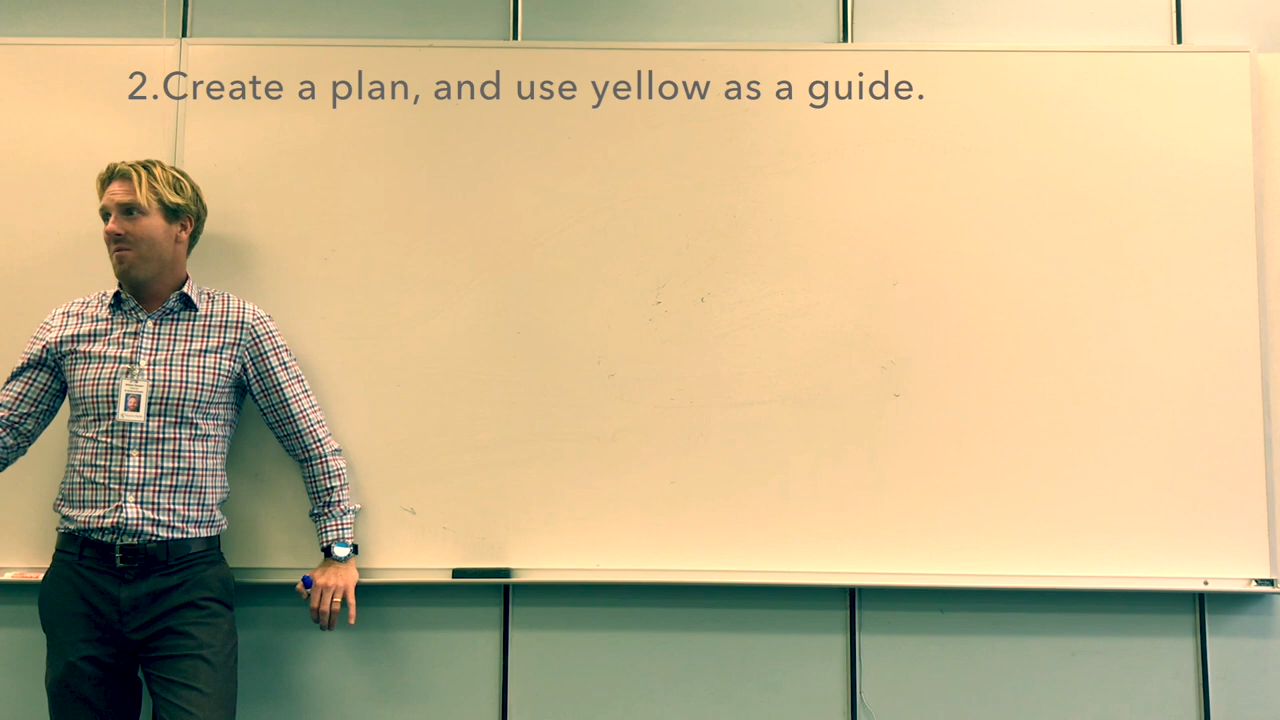 2.Create a plan, and use yellow as a guide.